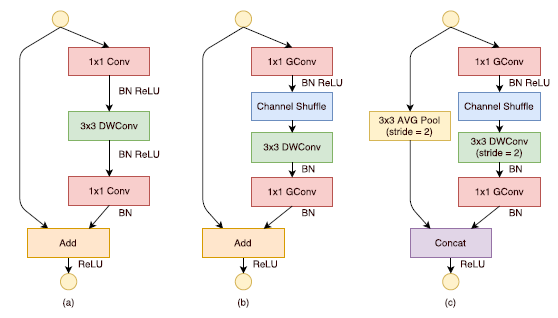 1x1 Conv
BN ReLU
3x3 DWConv
BN ReLU
1x1 Conv
BN
Add
ReLU
(a)
1x1 GConv
BN ReLU
Channel Shuffle
3x3 DWConv
BN
1x1 GConv
BN
Add
ReLU
(b)
1x1 GConv
BN ReLU
Channel Shuffle
3x3 AVG Pool
(stride = 2)
3x3 DWConv
(stride = 2)
BN
1x1 GConv
BN
Concat
ReLU
(c)